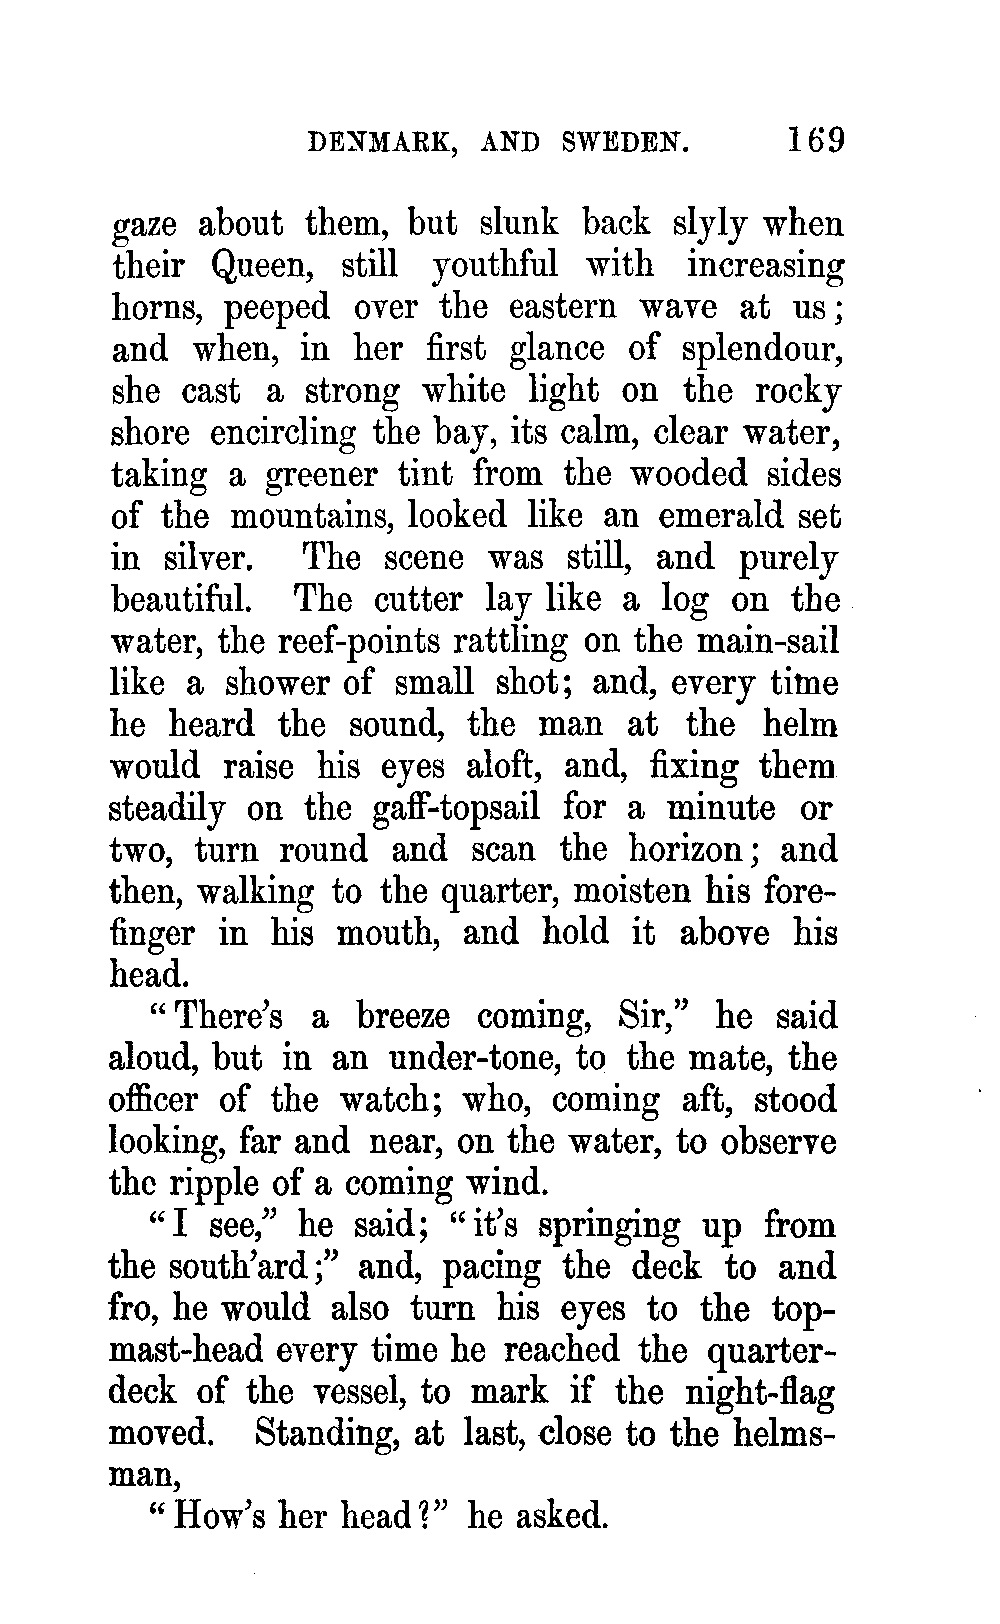 DENMARK, AND SWEDEN. 169
gaze about them, but slunk back slyly when
their Queen, still youthful with increasing
horns, peeped over the eastern wave at us;
and when, in her first glance of splendour,
she cast a strong white light on the rocky
shore encircling the bay, its calm, clear water,
taking a greener tint from the wooded sides
of the mountains, looked like an emerald set
in silver. The scene was still, and purely
beautiful. The cutter lay like a log on the
water, the reef-points rattling on the main-sail
like a shower of small shot; and, every time
he heard the sound, the man at the helm
would raise his eyes aloft, and, fixing them
steadily on the gaff-topsail for a minute or
two, turn round and scan the horizon; and
then, walking to the quarter, moisten his fore-
finger in his mouth, and hold it above his
head.
“There’s a breeze coming, Sir,” he said
aloud, but in an under-tone, to the mate, the
officer of the watch; who, coming aft, stood
looking, far and near, on the water, to observe
the ripple of a coming wind.
“I see,” he said; “it’s springing up from
the south’ard;” and, pacing the deck to and
fro, he would also turn his eyes to the top-
mast-head every time he reached the quarter-
deck of the vessel, to mark if the night-flag
moved. Standing, at last, close to the helms-
man,
“How’s her head?” he asked.